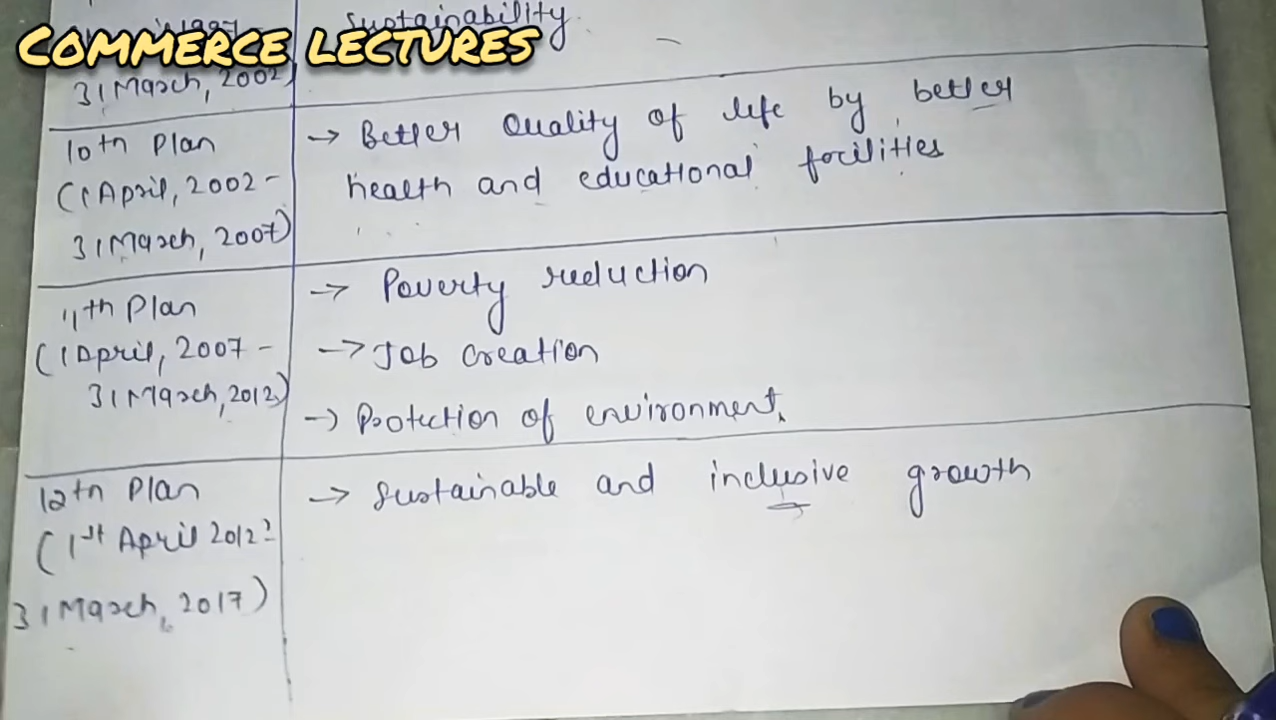 Sustainability
COMMERCE LECTURES
31 March, 2002)
10th Plan
(1 April, 2002 -
31 March, 2007)
→ Better Quality of life by better
health and educational facilities
11th Plan
(1 April, 2007 -
31 March, 2012)
→ Poverty reduction
→ Job creation
→ Protection of environment.
12th Plan
(1st April 2012 -
31 March, 2017)
→ Sustainable and inclusive growth